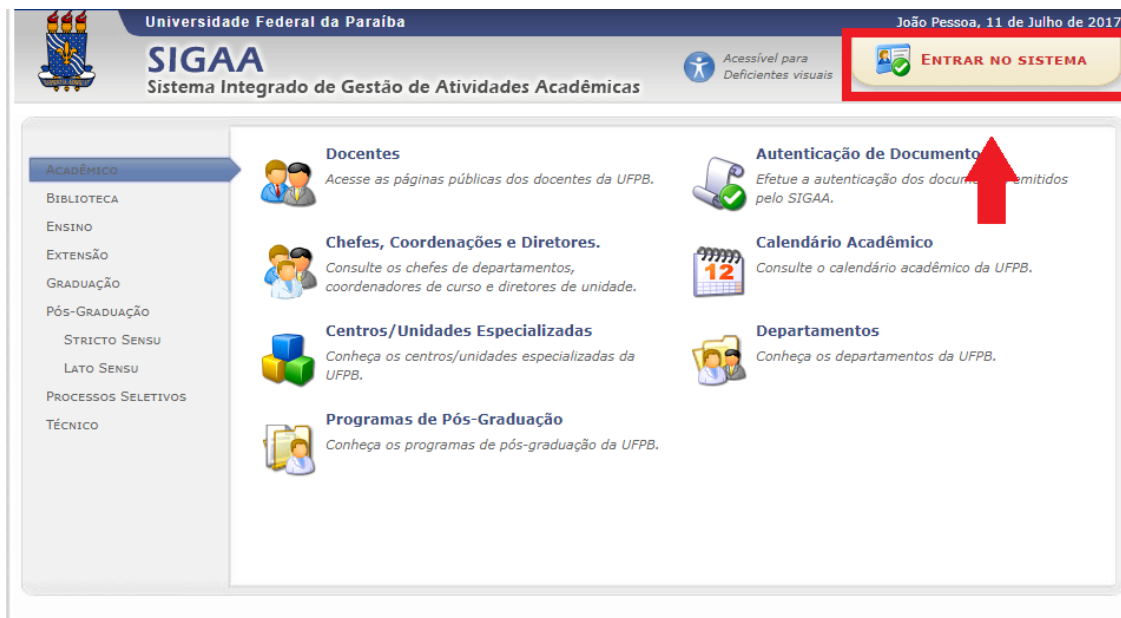 Universidade Federal da Paraíba
João Pessoa, 11 de Julho de 2017
SIGAA
Sistema Integrado de Gestão de Atividades Acadêmicas
Acessível para
Deficientes visuais
ENTRAR NO SISTEMA
ACADÊMICO
BIBLIOTECA
ENSINO
EXTENSÃO
GRADUAÇÃO
PÓS-GRADUAÇÃO
STRICTO SENSU
LATO SENSU
PROCESSOS SELETIVOS
TÉCNICO
Docentes
Acesse as páginas públicas dos docentes da UFPB.
Autenticação de Documento
Efetue a autenticação dos emitidos
pelo SIGAA.
Chefes, Coordenações e Diretores.
Consulte os chefes de departamentos,
coordenadores de curso e diretores de unidade.
Calendário Acadêmico
Consulte o calendário acadêmico da UFPB.
12
Centros/Unidades Especializadas
Conheça os centros/unidades especializadas da
UFPB.
Departamentos
Conheça os departamentos da UFPB.
Programas de Pós-Graduação
Conheça os programas de pós-graduação da UFPB.